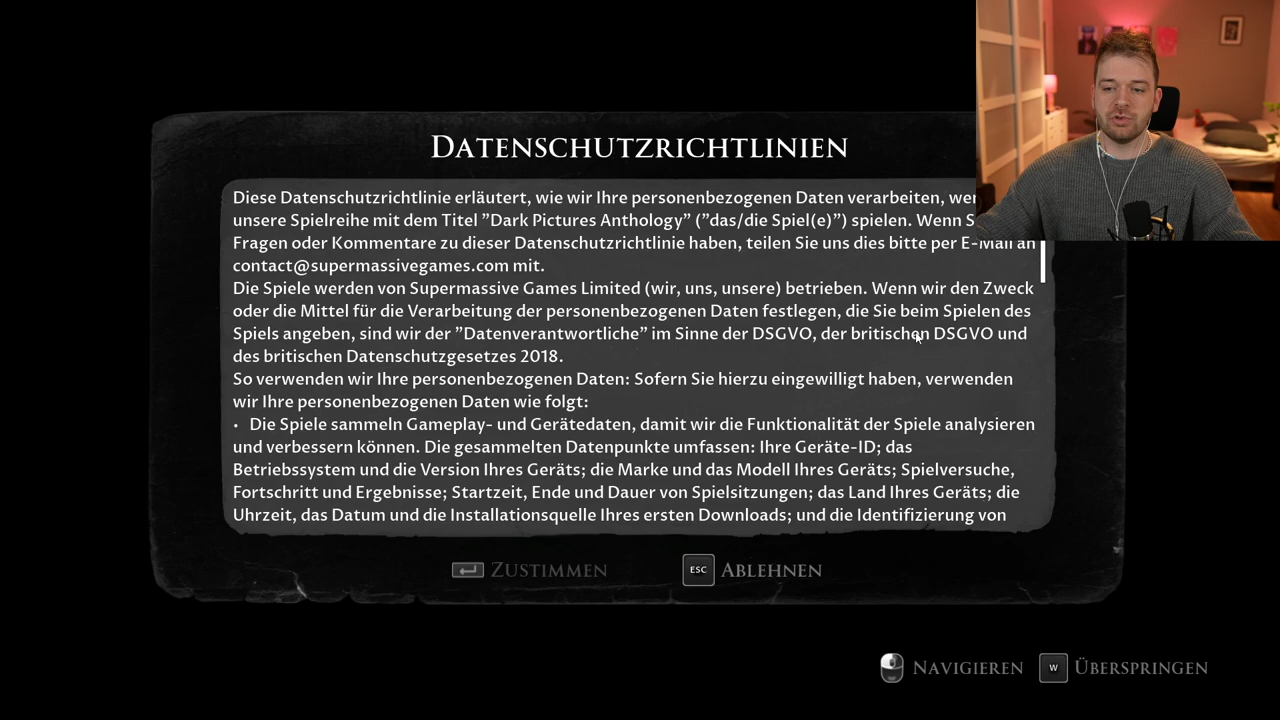 Datenschutzrichtlinien
Diese Datenschutzrichtlinie erläutert, wie wir Ihre personenbezogenen Daten verarbeiten,
unsere Spielreihe mit dem Titel "Dark Pictures Anthology" ("das/die Spiel(e)") spielen. Wenn
Fragen oder Kommentare zu dieser Datenschutzrichtlinie haben, teilen Sie uns dies bitte per E-Mail an
contact@supermassivegames.com mit.
Die Spiele werden von Supermassive Games Limited (wir, uns, unsere) betrieben. Wenn wir den Zweck
oder die Mittel für die Verarbeitung der personenbezogenen Daten festlegen, die Sie beim Spielen des
Spiels angeben, sind wir der "Datenverantwortliche" im Sinne der DSGVO, der britischen DSGVO und
des britischen Datenschutzgesetzes 2018.
So verwenden wir Ihre personenbezogenen Daten: Sofern Sie hierzu eingewilligt haben, verwenden
wir Ihre personenbezogenen Daten wie folgt:
• Die Spiele sammeln Gameplay- und Gerätedaten, damit wir die Funktionalität der Spiele analysieren
und verbessern können. Die gesammelten Datenpunkte umfassen: Ihre Geräte-ID; das
Betriebssystem und die Version Ihres Geräts; die Marke und das Modell Ihres Geräts; Spielversuche,
Fortschritt und Ergebnisse; Startzeit, Ende und Dauer von Spielsitzungen; das Land Ihres Geräts; die
Uhrzeit, das Datum und die Installationsquelle Ihres ersten Downloads; und die Identifizierung von
Zustimmen
ESC Ablehnen
Navigieren W Überspringen